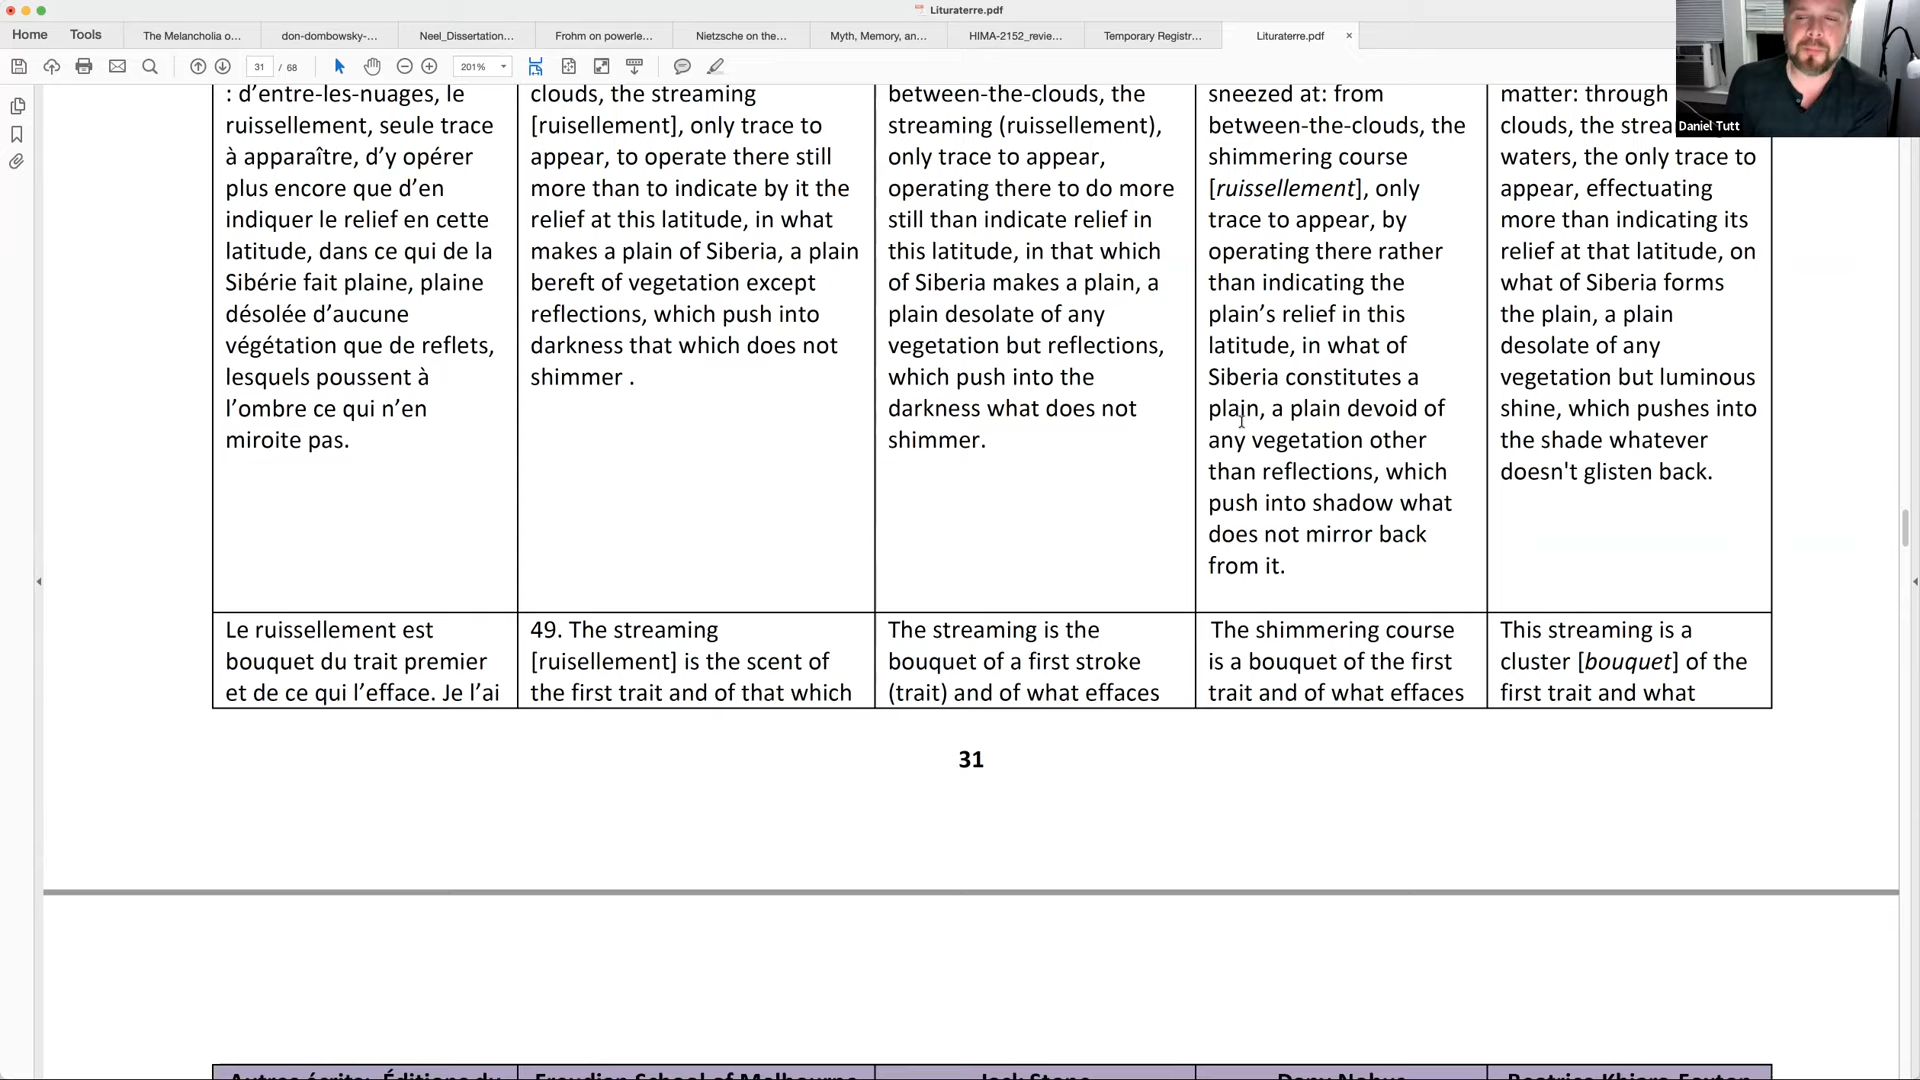 Lituraterre.pdf
Home
Tools
The Melancholia o...
don-dombowsky-...
Neel_Dissertation...
Frohm on powerle...
Nietzsche on the...
Myth, Memory, an...
HIMA-2152_revie...
Temporary Registr...
Lituraterre.pdf
31 / 68
201%
Daniel Tutt
: d’entre-les-nuages, le
ruissellement, seule trace
à apparaître, d’y opérer
plus encore que d’en
indiquer le relief en cette
latitude, dans ce qui de la
Sibérie fait plaine, plaine
désolée d’aucune
végétation que de reflets,
lesquels poussent à
l’ombre ce qui n’en
miroite pas.
clouds, the streaming
[ruisellement], only trace to
appear, to operate there still
more than to indicate by it the
relief at this latitude, in what
makes a plain of Siberia, a plain
bereft of vegetation except
reflections, which push into
darkness that which does not
shimmer .
between-the-clouds, the
streaming (ruissellement),
only trace to appear,
operating there to do more
still than indicate relief in
this latitude, in that which
of Siberia makes a plain, a
plain desolate of any
vegetation but reflections,
which push into the
darkness what does not
shimmer.
sneezed at: from
between-the-clouds, the
shimmering course
[ruissellement], only
trace to appear, by
operating there rather
than indicating the
plain’s relief in this
latitude, in what of
Siberia constitutes a
plain, a plain devoid of
any vegetation other
than reflections, which
push into shadow what
does not mirror back
from it.
matter: through
clouds, the strea
waters, the only trace to
appear, effectuating
more than indicating its
relief at that latitude, on
what of Siberia forms
the plain, a plain
desolate of any
vegetation but luminous
shine, which pushes into
the shade whatever
doesn't glisten back.
Le ruissellement est
bouquet du trait premier
et de ce qui l’efface. Je l’ai
49. The streaming
[ruisellement] is the scent of
the first trait and of that which
The streaming is the
bouquet of a first stroke
(trait) and of what effaces
The shimmering course
is a bouquet of the first
trait and of what effaces
This streaming is a
cluster [bouquet] of the
first trait and what
31
Autres écrits: Éditions du
Freudian School of Melbourne
Jack Stone
Dany Nobus
Beatrice Khiara-Foxton